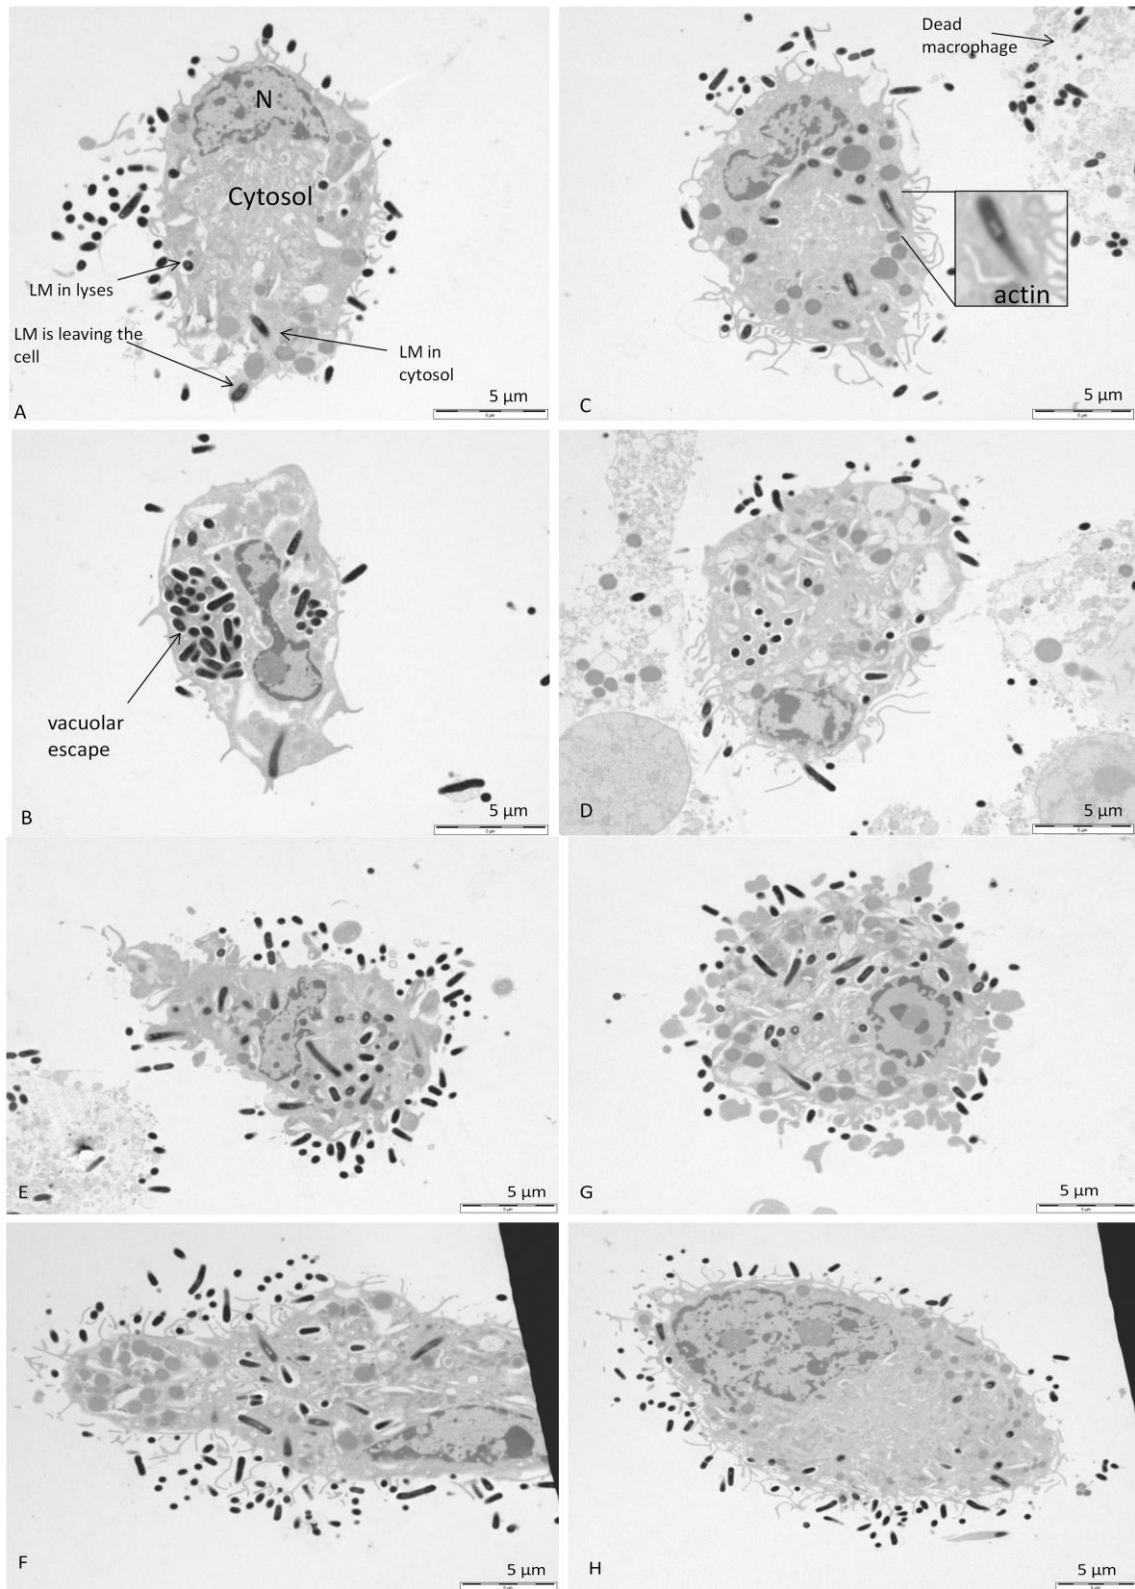 N
Cytosol
LM in lyses
LM is leaving the
cell
LM in
cytosol
5 µm
A
Dead
macrophage
actin
5 µm
C
vacuolar
escape
5 µm
B
5 µm
D
5 µm
E
5 µm
G
5 µm
F
5 µm
H